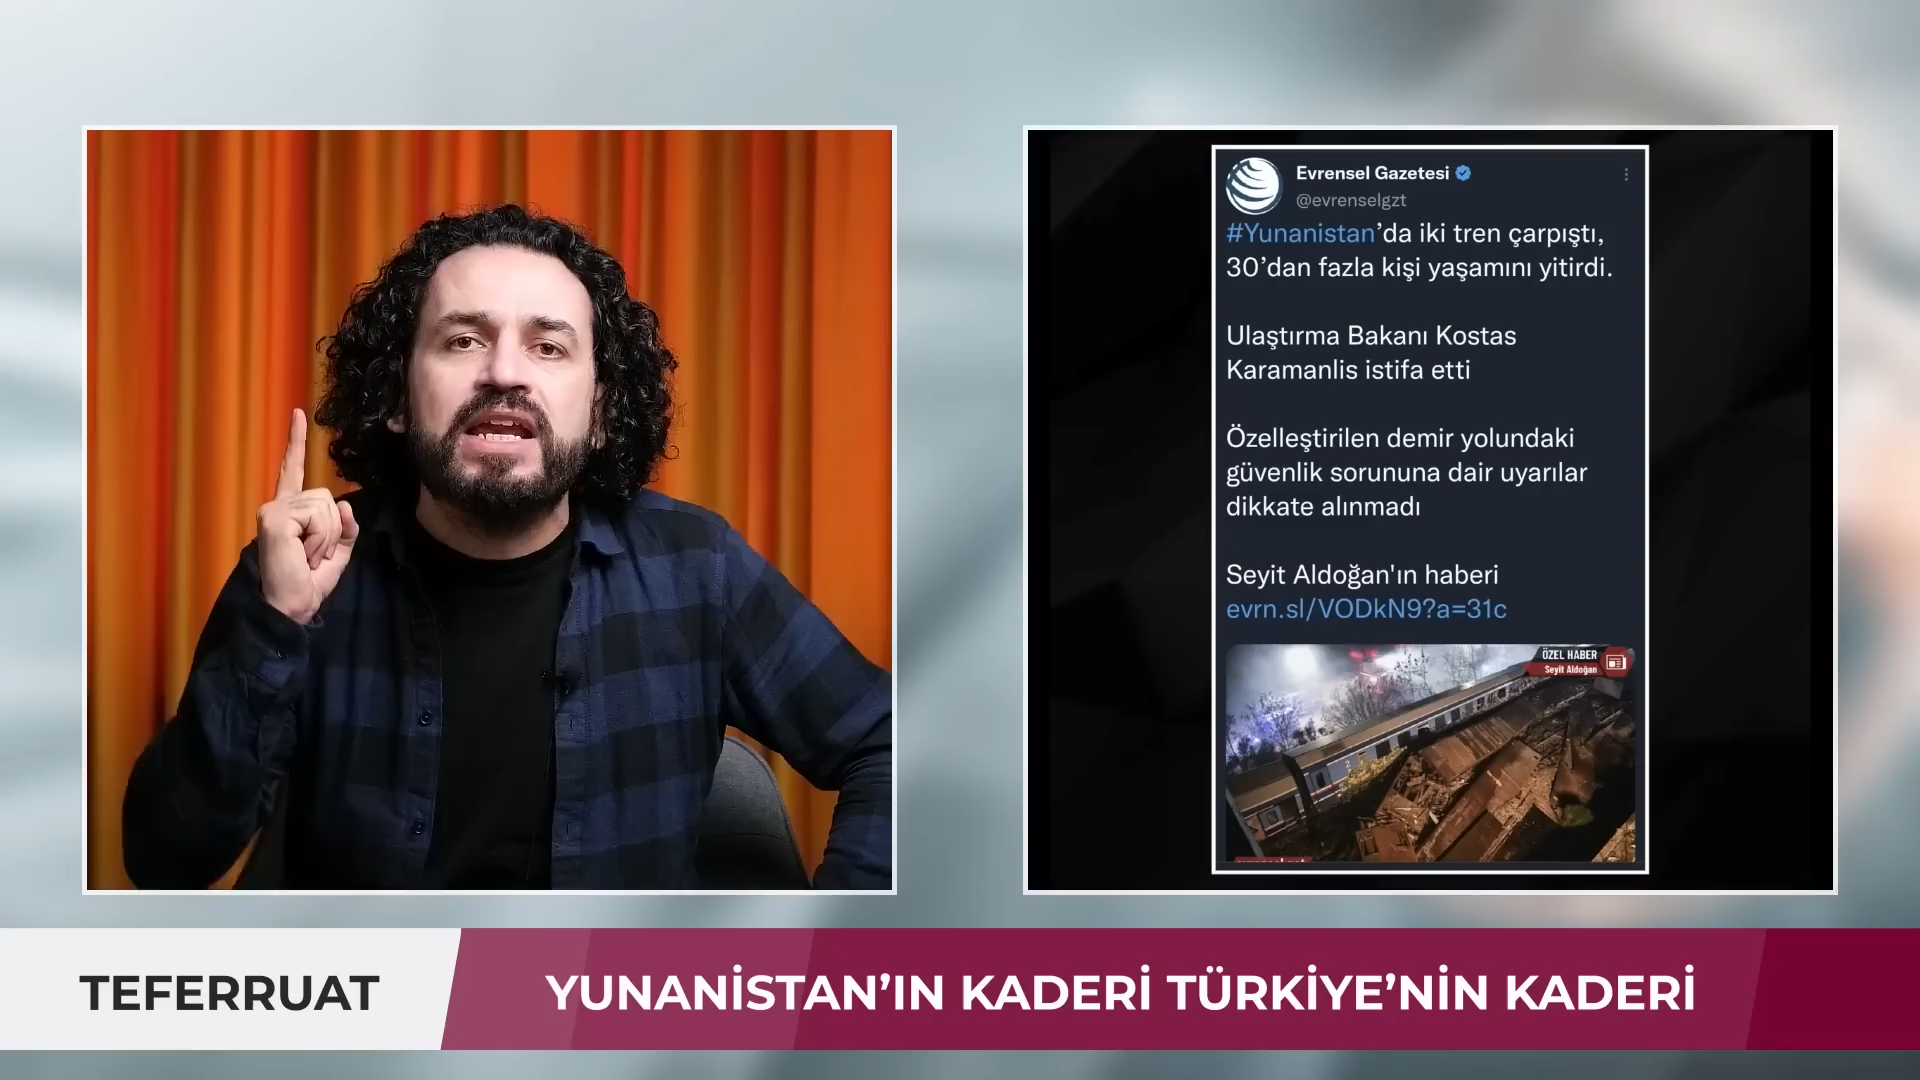 Evrensel Gazetesi
@evrenselgzt
#Yunanistan’da iki tren çarpıştı,
30’dan fazla kişi yaşamını yitirdi.
Ulaştırma Bakanı Kostas
Karamanlis istifa etti
Özelleştirilen demir yolundaki
güvenlik sorununa dair uyarılar
dikkate alınmadı
Seyit Aldoğan'ın haberi
evrn.sl/VODkN9?a=31c
ÖZEL HABER
Seyit Aldoğan
2
TEFERRUAT
YUNANİSTAN’IN KADERİ TÜRKİYE’NİN KADERİ